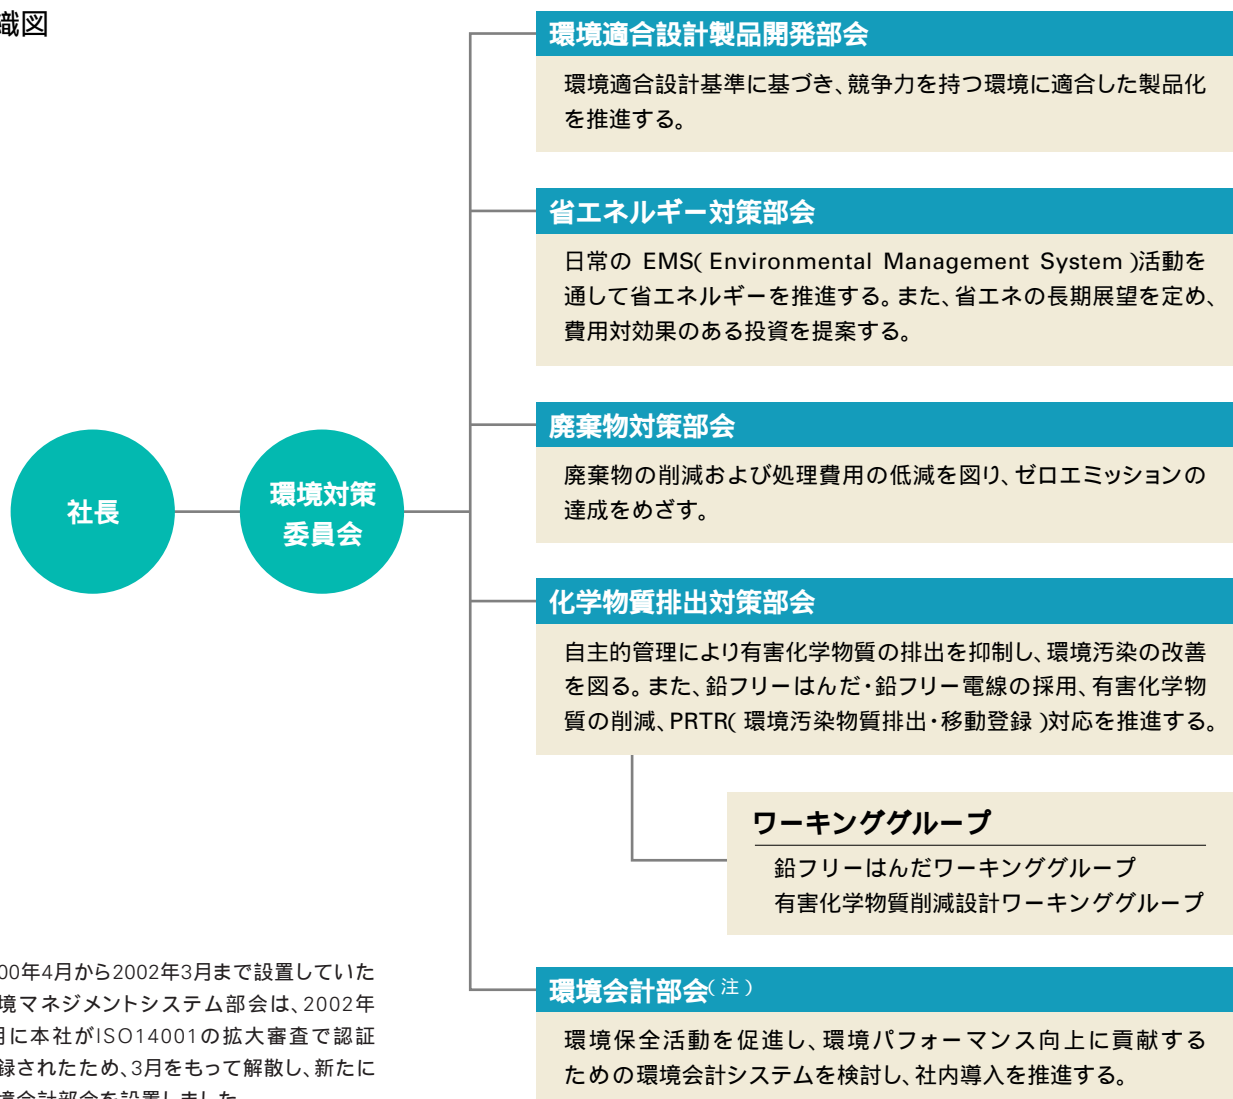 織図
環境適合設計製品開発部会
環境適合設計基準に基づき、競争力を持つ環境に適合した製品化
を推進する。
省エネルギー対策部会
日常の EMS( Environmental Management System )活動を
通して省エネルギーを推進する。また、省エネの長期展望を定め、
費用対効果のある投資を提案する。
廃棄物対策部会
廃棄物の削減および処理費用の低減を図り、ゼロエミッションの
達成をめざす。
社長
環境対策
委員会
化学物質排出対策部会
自主的管理により有害化学物質の排出を抑制し、環境汚染の改善
を図る。また、鉛フリーはんだ・鉛フリー電線の採用、有害化学物
質の削減、PRTR( 環境汚染物質排出・移動登録 )対応を推進する。
ワーキンググループ
鉛フリーはんだワーキンググループ
有害化学物質削減設計ワーキンググループ
環境会計部会(注)
環境保全活動を促進し、環境パフォーマンス向上に貢献する
ための環境会計システムを検討し、社内導入を推進する。
00年4月から2002年3月まで設置していた
境マネジメントシステム部会は、2002年
月に本社がISO14001の拡大審査で認証
録されたため、3月をもって解散し、新たに
境会計部会を設置しました